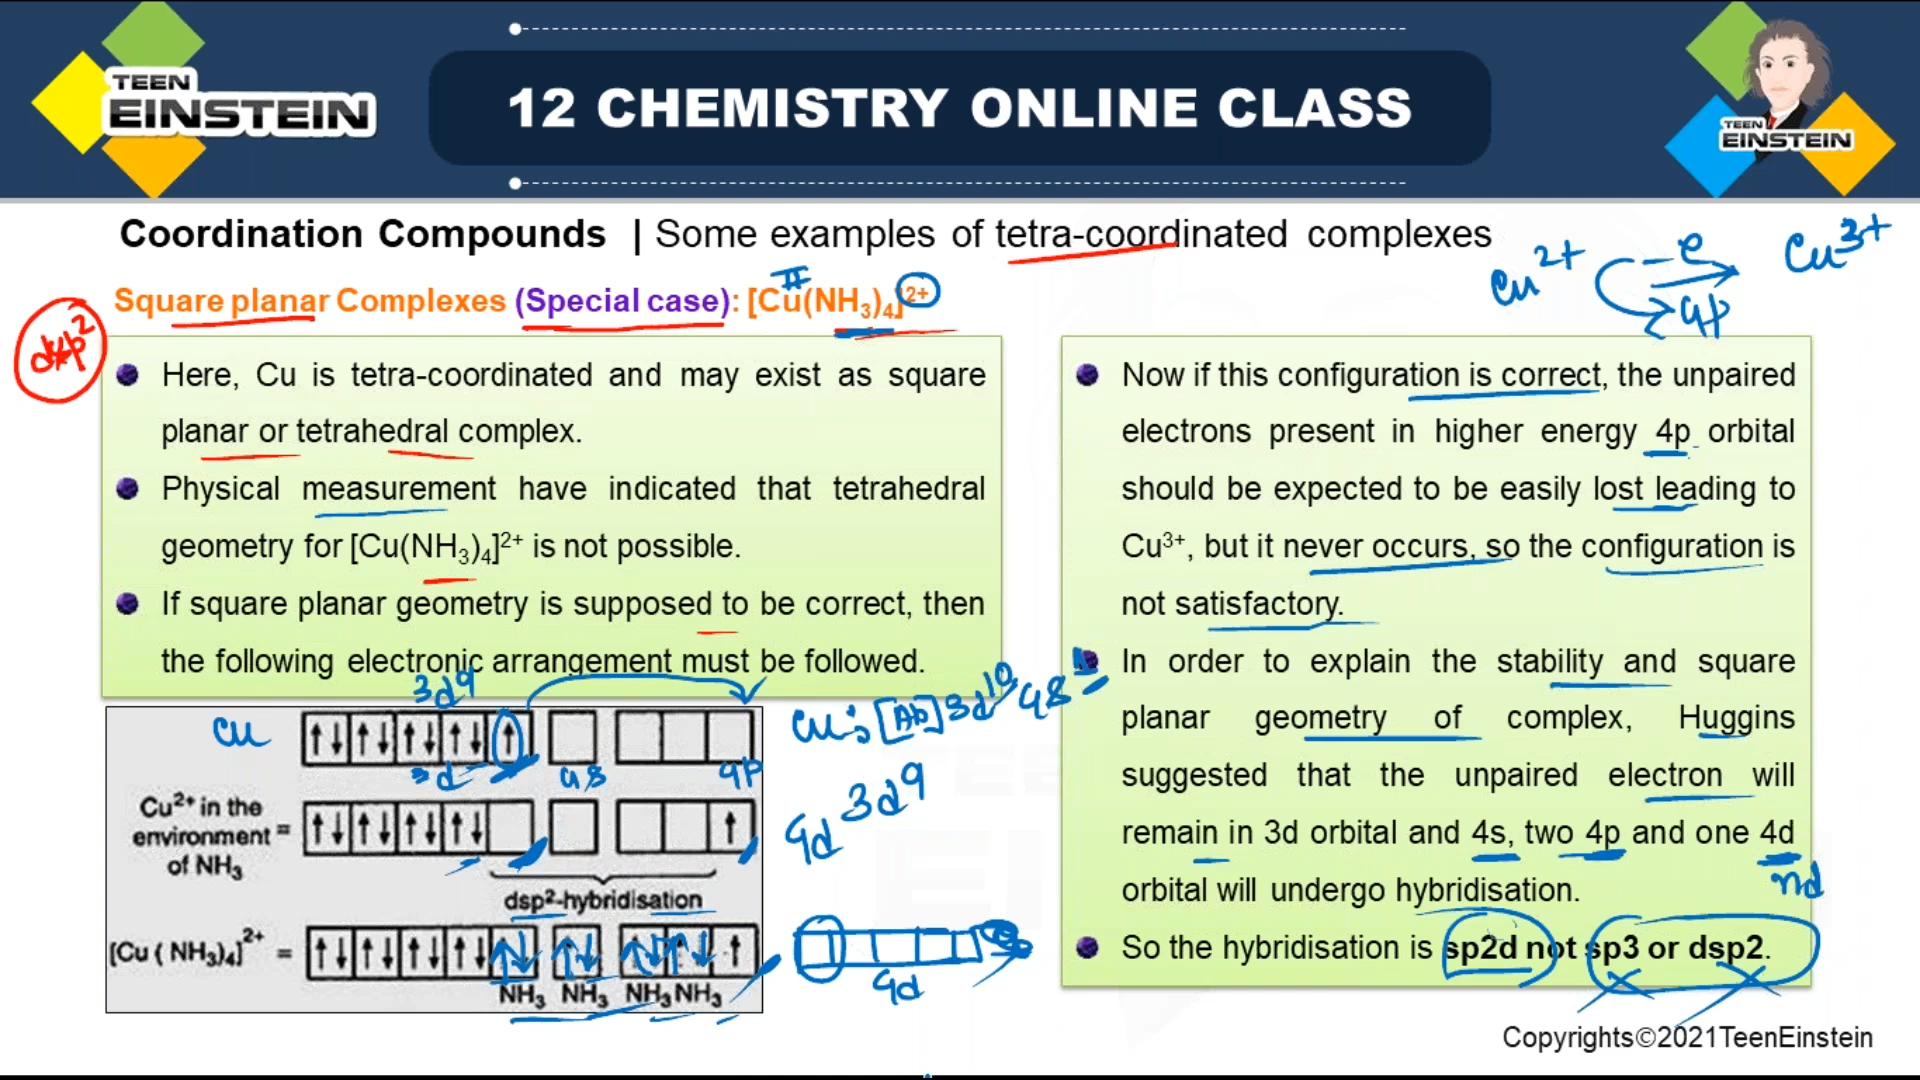 TEEN
EINSTEIN
12 CHEMISTRY ONLINE CLASS
TEEN
EINSTEIN
Coordination Compounds | Some examples of tetra-coordinated complexes
Square planar Complexes (Special case): [Cu(NH₃)₄]²⁺
II
Cu²⁺ -e Cu³⁺
4p
dsp²
Here, Cu is tetra-coordinated and may exist as square
planar or tetrahedral complex.
Physical measurement have indicated that tetrahedral
geometry for [Cu(NH₃)₄]²⁺ is not possible.
If square planar geometry is supposed to be correct, then
the following electronic arrangement must be followed.
3d⁹
Cu
3d 4s 4p
Cu²⁺ in the
environment =
of NH₃
dsp²-hybridisation
[Cu ( NH₃)₄]²⁺ =
NH₃ NH₃ NH₃ NH₃
Cu: [Ar] 3d¹⁰ 4s¹
3d⁹
4d
4d
Now if this configuration is correct, the unpaired
electrons present in higher energy 4p orbital
should be expected to be easily lost leading to
Cu³⁺, but it never occurs, so the configuration is
not satisfactory.
In order to explain the stability and square
planar geometry of complex, Huggins
suggested that the unpaired electron will
remain in 3d orbital and 4s, two 4p and one 4d
orbital will undergo hybridisation.
nd
So the hybridisation is sp2d not sp3 or dsp2.
Copyrights©2021TeenEinstein